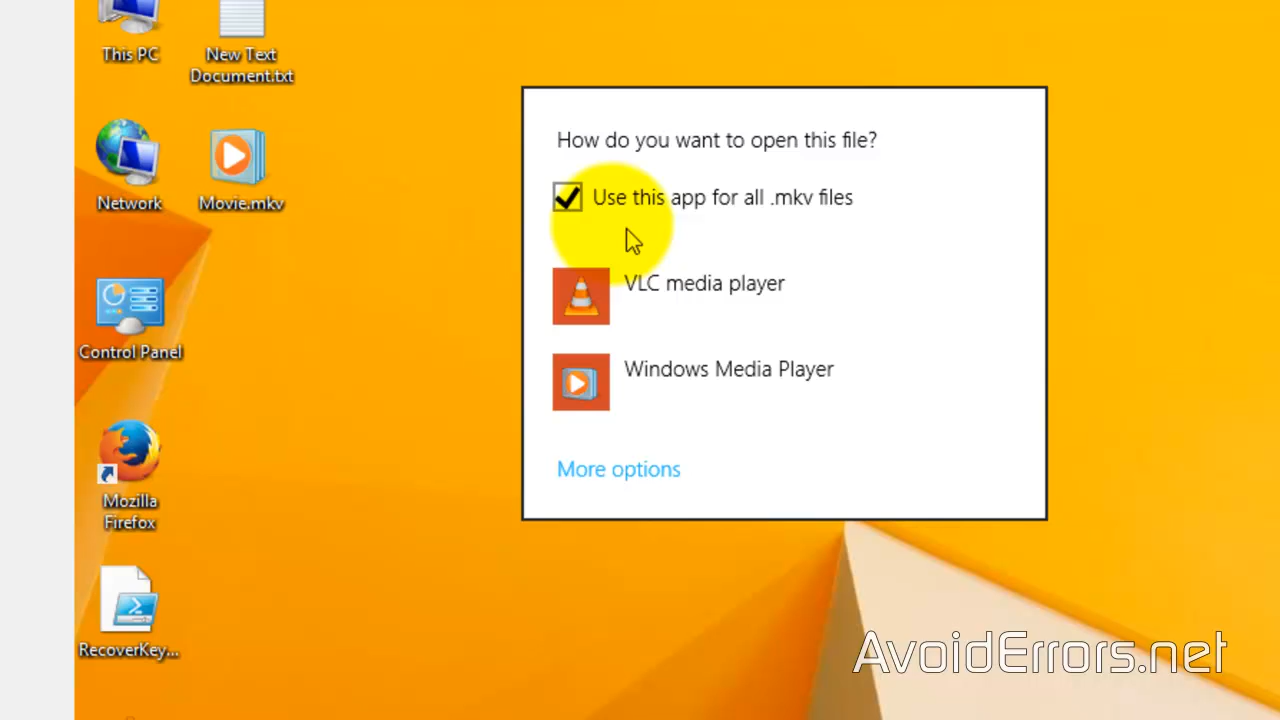 This PC
New Text
Document.txt
Network
Movie.mkv
Control Panel
Mozilla
Firefox
RecoverKey...
How do you want to open this file?
Use this app for all .mkv files
VLC media player
Windows Media Player
More options
AvoidErrors.net